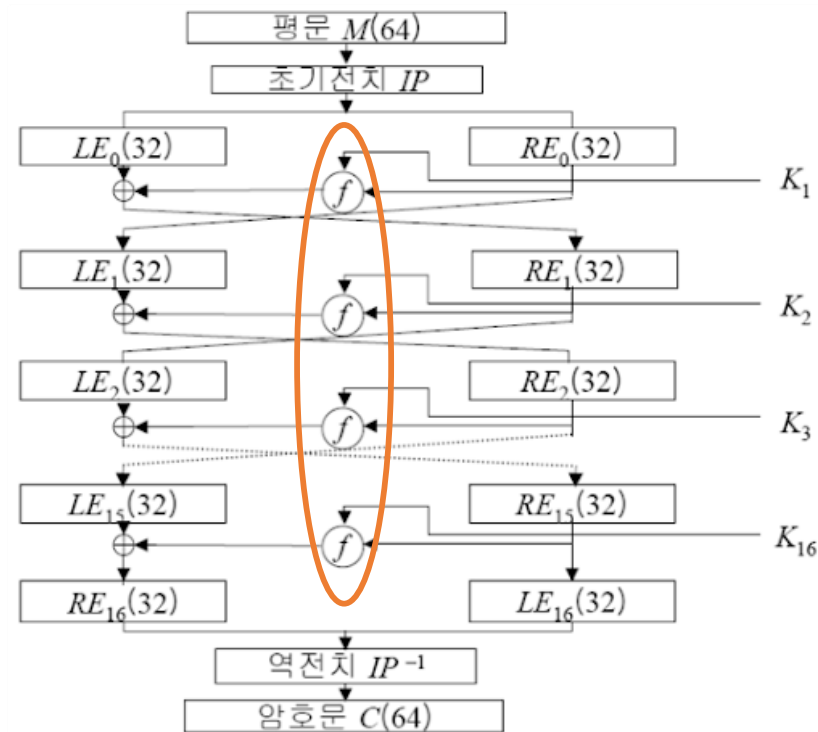 평문 M(64)
초기전치 IP
LE₀(32) RE₀(32)
f K₁
LE₁(32) RE₁(32)
f K₂
LE₂(32) RE₂(32)
f K₃
LE₁₅(32) RE₁₅(32)
f K₁₆
RE₁₆(32) LE₁₆(32)
역전치 IP⁻¹
암호문 C(64)